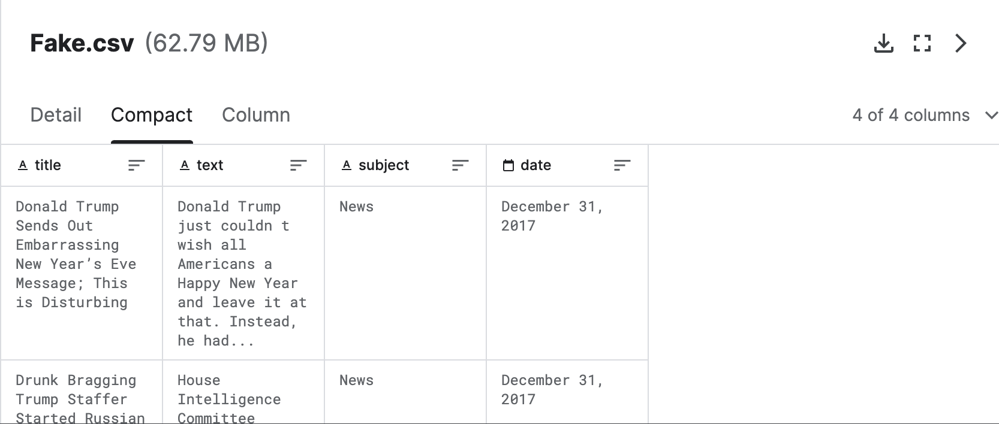 Fake.csv (62.79 MB)
Detail Compact Column 4 of 4 columns
A title A text A subject date
Donald Trump
Sends Out
Embarrassing
New Year’s Eve
Message; This
is Disturbing
Donald Trump
just couldn t
wish all
Americans a
Happy New Year
and leave it at
that. Instead,
he had...
News
December 31,
2017
Drunk Bragging
Trump Staffer
Started Russian
House
Intelligence
Committee
News
December 31,
2017